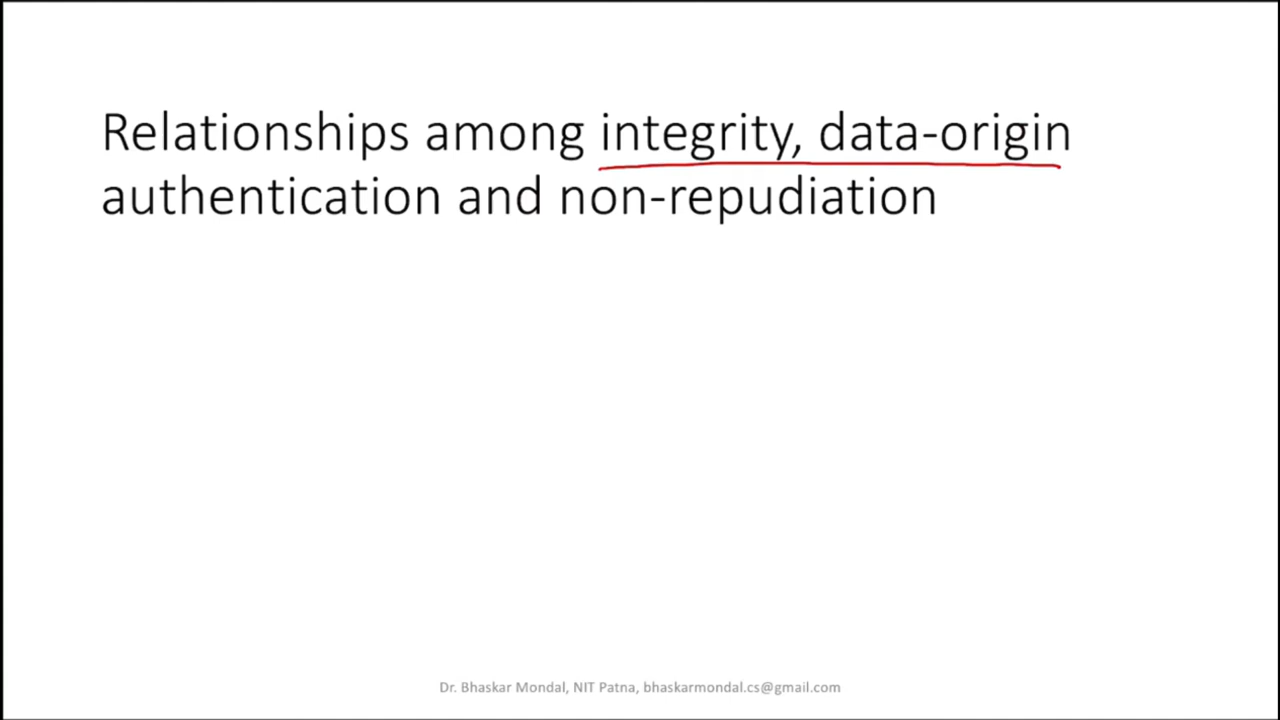 Relationships among integrity, data-origin
authentication and non-repudiation
Dr. Bhaskar Mondal, NIT Patna, bhaskarmondal.cs@gmail.com